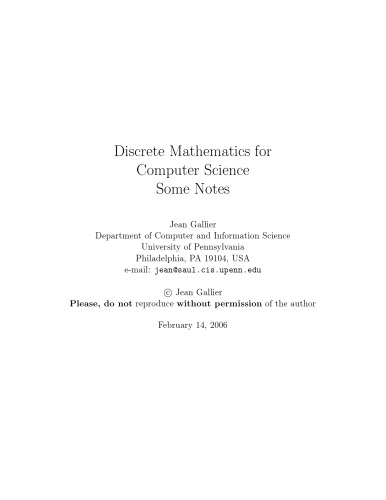 Discrete Mathematics for
Computer Science
Some Notes
Jean Gallier
Department of Computer and Information Science
University of Pennsylvania
Philadelphia, PA 19104, USA
e-mail: jean@saul.cis.upenn.edu
© Jean Gallier
Please, do not reproduce without permission of the author
February 14, 2006